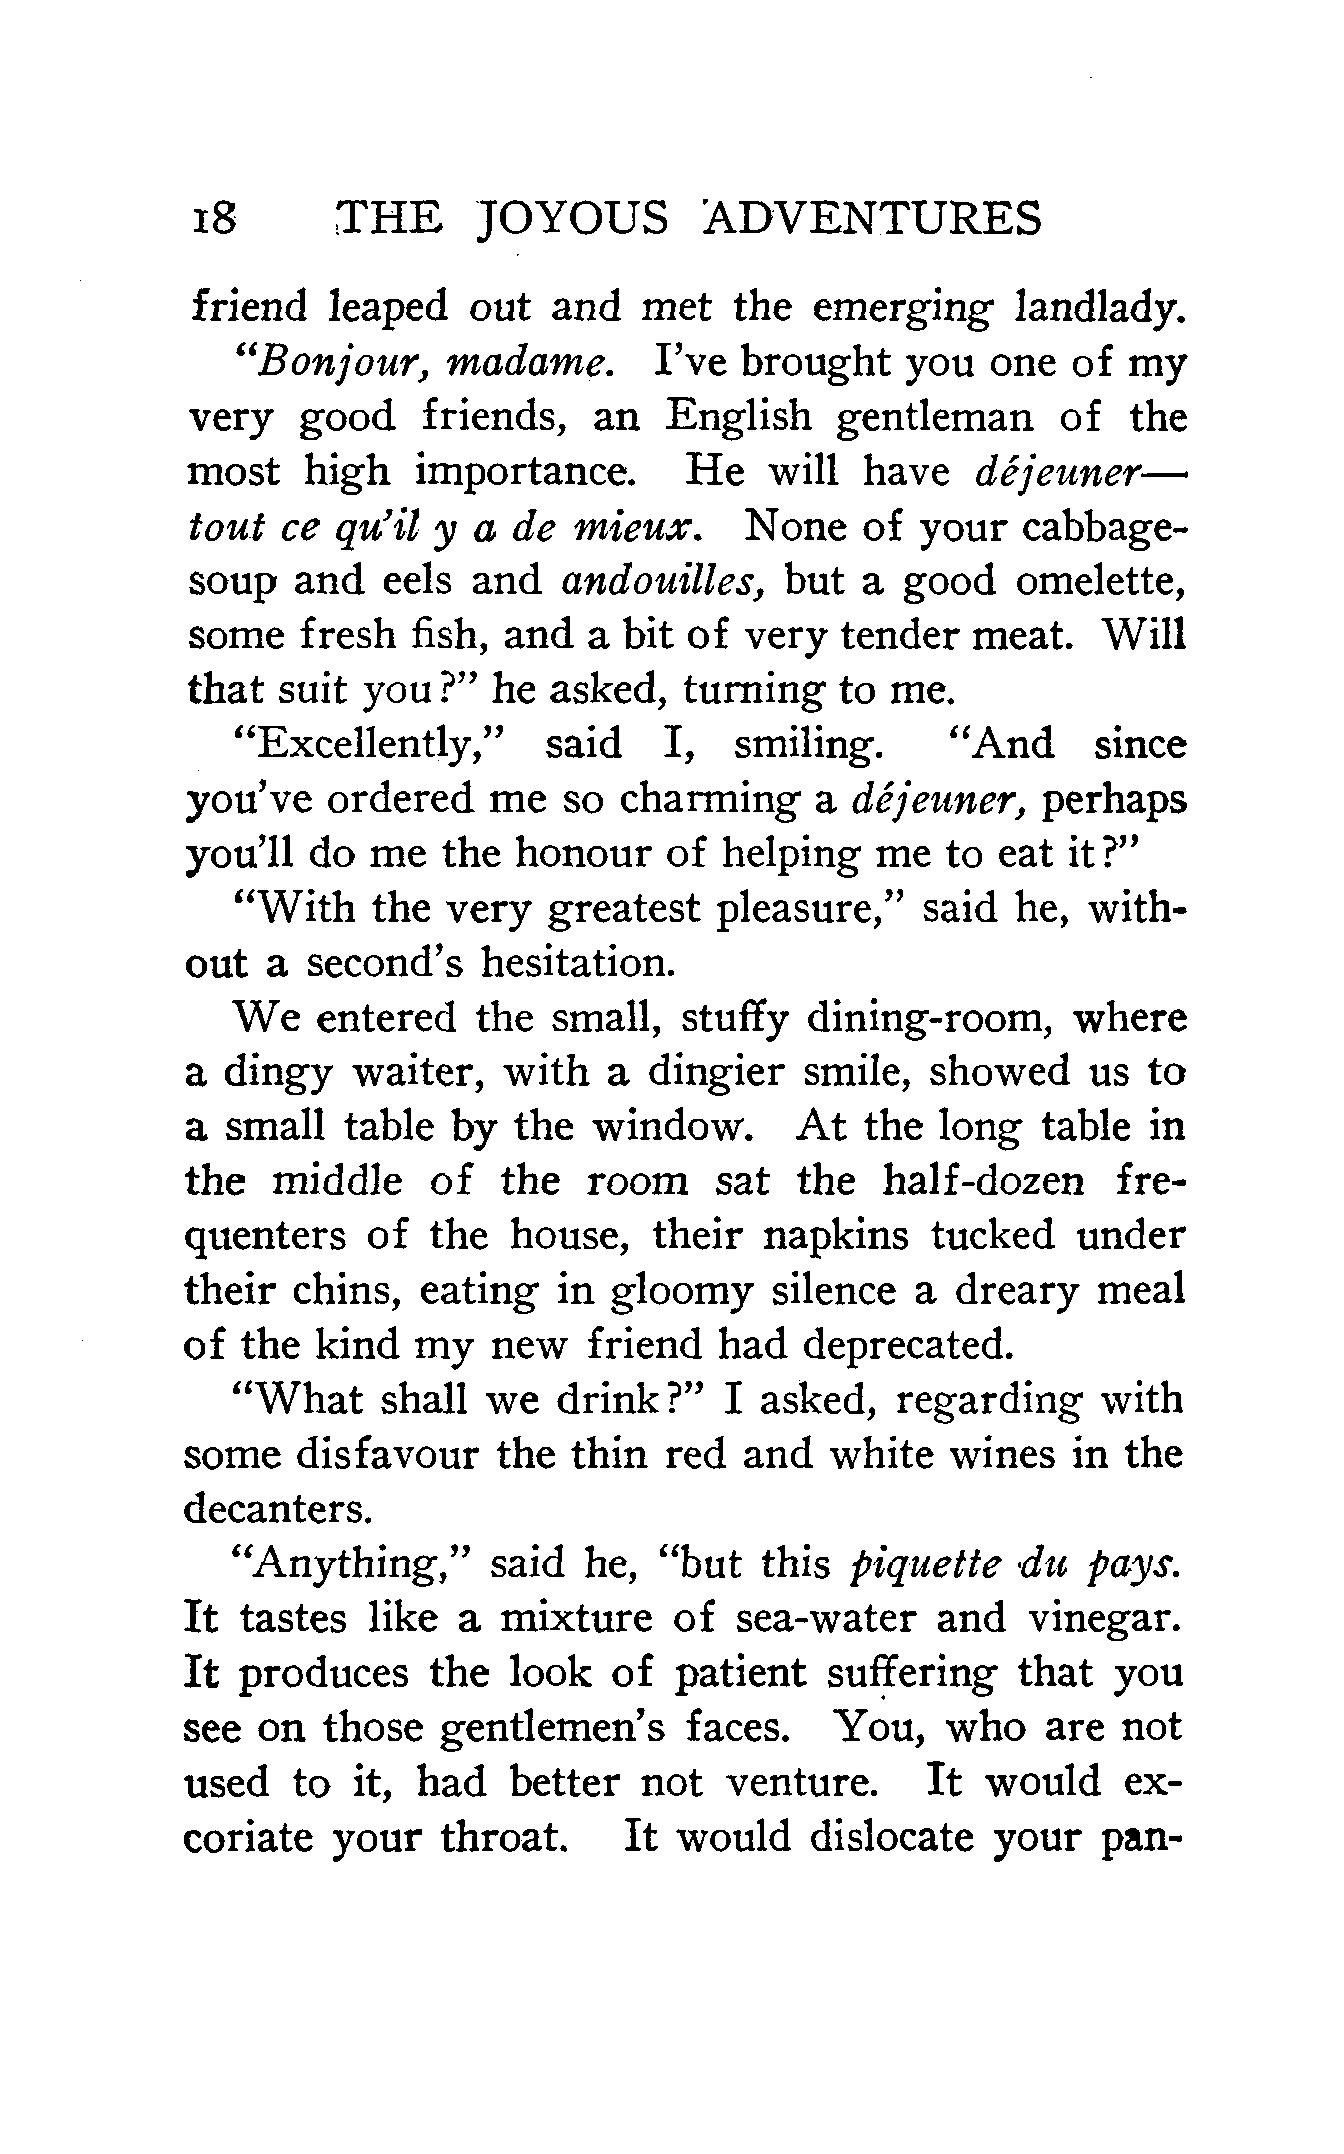 18 THE JOYOUS ADVENTURES
friend leaped out and met the emerging landlady.
"Bonjour, madame. I've brought you one of my
very good friends, an English gentleman of the
most high importance. He will have déjeuner—
tout ce qu'il y a de mieux. None of your cabbage-
soup and eels and andouilles, but a good omelette,
some fresh fish, and a bit of very tender meat. Will
that suit you?" he asked, turning to me.
"Excellently," said I, smiling. "And since
you've ordered me so charming a déjeuner, perhaps
you'll do me the honour of helping me to eat it?"
"With the very greatest pleasure," said he, with-
out a second's hesitation.
We entered the small, stuffy dining-room, where
a dingy waiter, with a dingier smile, showed us to
a small table by the window. At the long table in
the middle of the room sat the half-dozen fre-
quenters of the house, their napkins tucked under
their chins, eating in gloomy silence a dreary meal
of the kind my new friend had deprecated.
"What shall we drink?" I asked, regarding with
some disfavour the thin red and white wines in the
decanters.
"Anything," said he, "but this piquette du pays.
It tastes like a mixture of sea-water and vinegar.
It produces the look of patient suffering that you
see on those gentlemen's faces. You, who are not
used to it, had better not venture. It would ex-
coriate your throat. It would dislocate your pan-